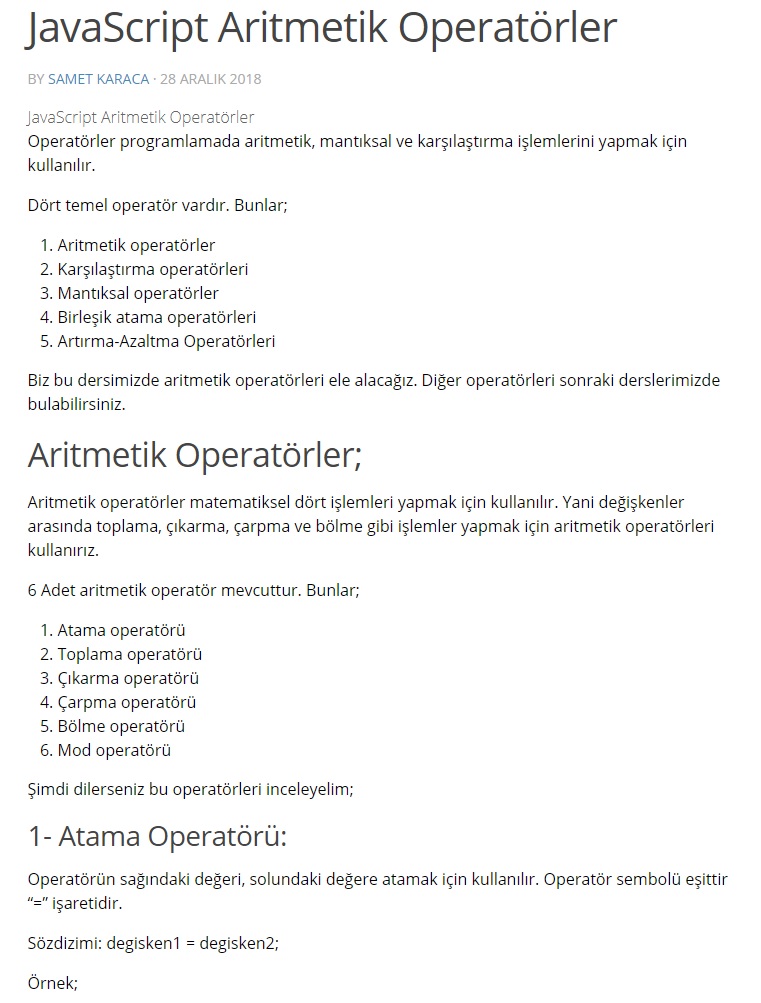 JavaScript Aritmetik Operatörler
BY SAMET KARACA · 28 ARALIK 2018
JavaScript Aritmetik Operatörler
Operatörler programlamada aritmetik, mantıksal ve karşılaştırma işlemlerini yapmak için
kullanılır.
Dört temel operatör vardır. Bunlar;
1. Aritmetik operatörler
2. Karşılaştırma operatörleri
3. Mantıksal operatörler
4. Birleşik atama operatörleri
5. Artırma-Azaltma Operatörleri
Biz bu dersimizde aritmetik operatörleri ele alacağız. Diğer operatörleri sonraki derslerimizde
bulabilirsiniz.
Aritmetik Operatörler;
Aritmetik operatörler matematiksel dört işlemleri yapmak için kullanılır. Yani değişkenler
arasında toplama, çıkarma, çarpma ve bölme gibi işlemler yapmak için aritmetik operatörleri
kullanırız.
6 Adet aritmetik operatör mevcuttur. Bunlar;
1. Atama operatörü
2. Toplama operatörü
3. Çıkarma operatörü
4. Çarpma operatörü
5. Bölme operatörü
6. Mod operatörü
Şimdi dilerseniz bu operatörleri inceleyelim;
1- Atama Operatörü:
Operatörün sağındaki değeri, solundaki değere atamak için kullanılır. Operatör sembolü eşittir
“=” işaretidir.
Sözdizimi: degisken1 = degisken2;
Örnek;